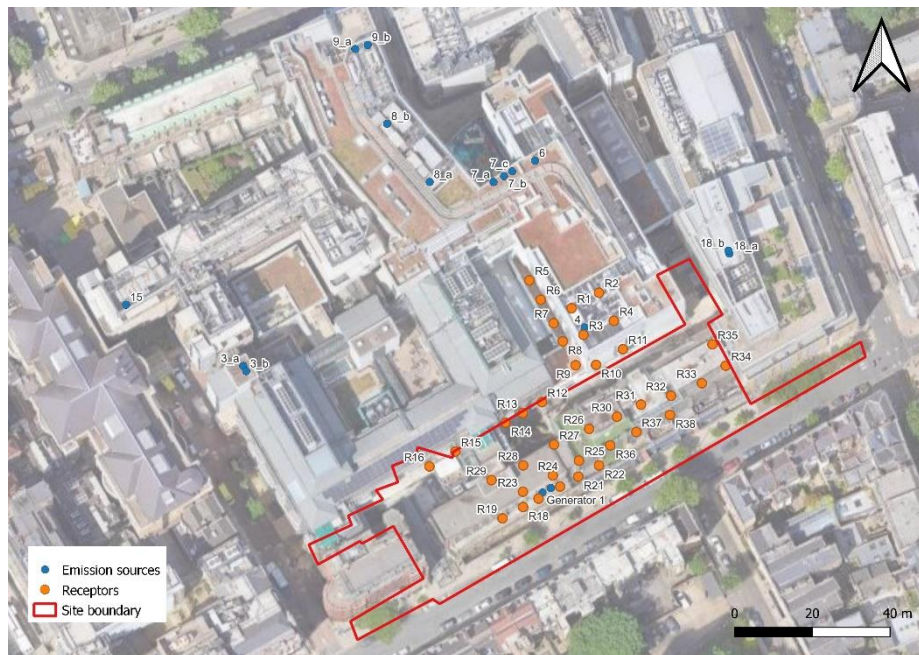 9_a
9_b
8_b
6
7_c
8_a
7_a
7_b
18_b
18_a
R5
R2
R6
R1
15
R7
4
R4
R3
R8
R11
R35
3_a
3_b
R9
R10
R34
R33
R12
R32
R13
R31
R14
R30
R26
R38
R37
R15
R27
R16
R28
R25
R36
R29
R24
R22
R23
R21
Generator 1
R19
R18
Emission sources
Receptors
Site boundary
0 20 40 m